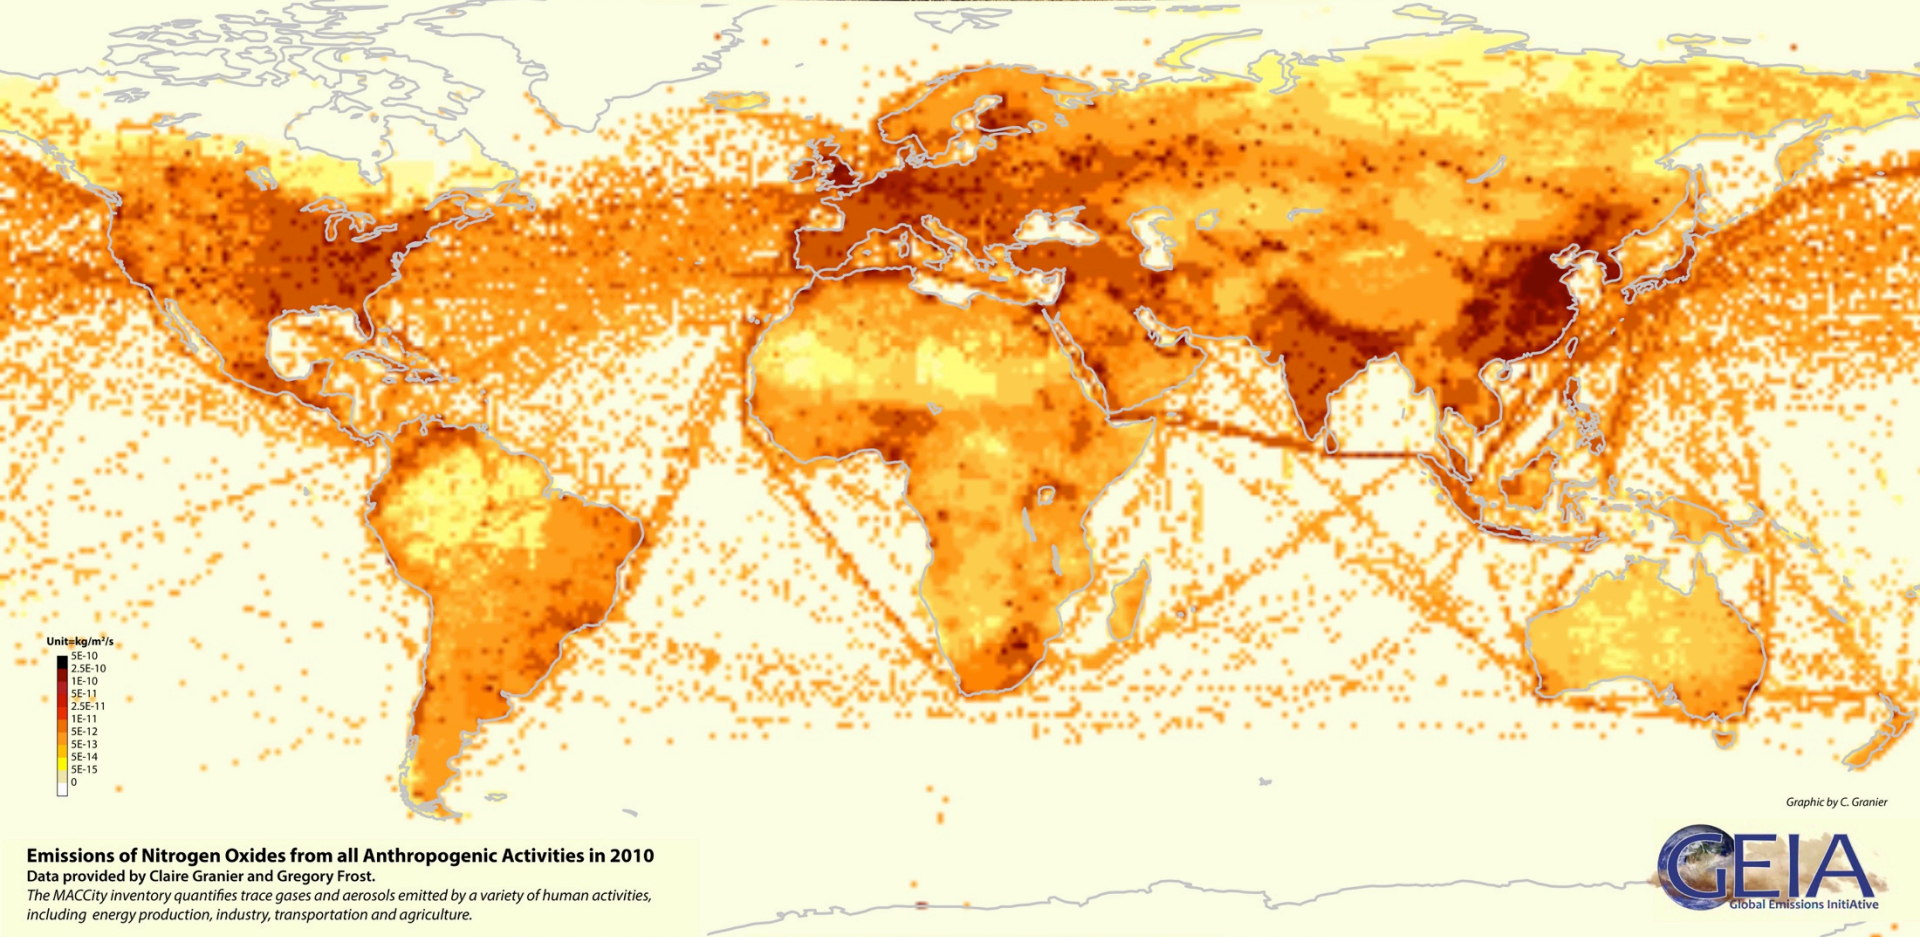 Unit=kg/m²/s
5E-10
2.5E-10
1E-10
5E-11
2.5E-11
1E-11
5E-12
5E-13
5E-14
5E-15
0
Graphic by C. Granier
Emissions of Nitrogen Oxides from all Anthropogenic Activities in 2010
Data provided by Claire Granier and Gregory Frost.
The MACCity inventory quantifies trace gases and aerosols emitted by a variety of human activities,
including energy production, industry, transportation and agriculture.
GEIA
Global Emissions InitiAtive